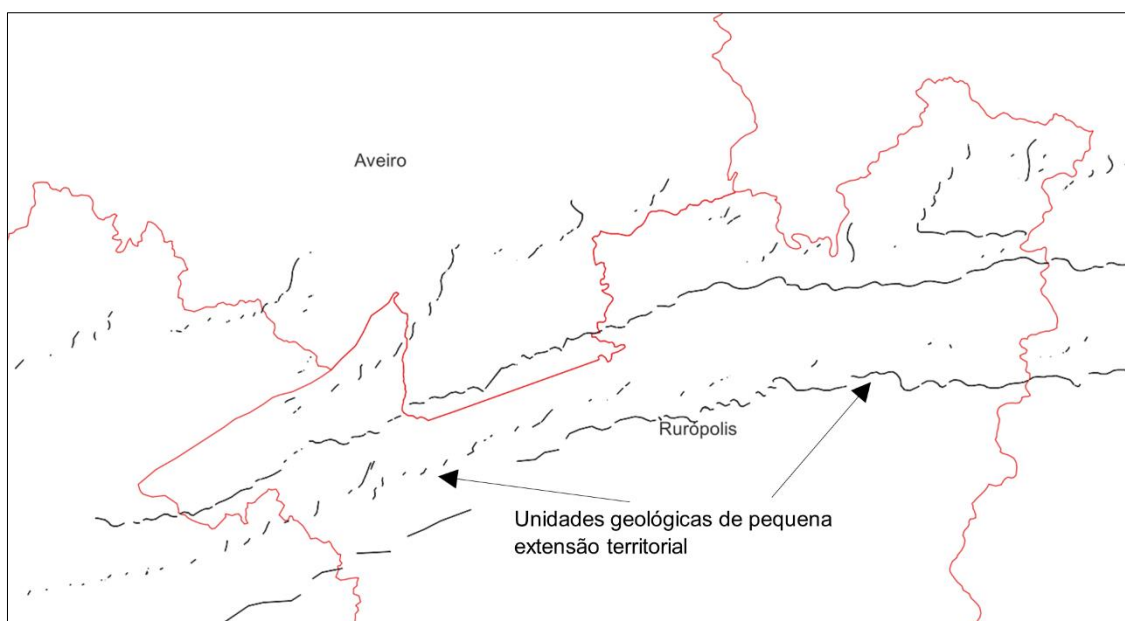 Aveiro
Rurópolis
Unidades geológicas de pequena
extensão territorial